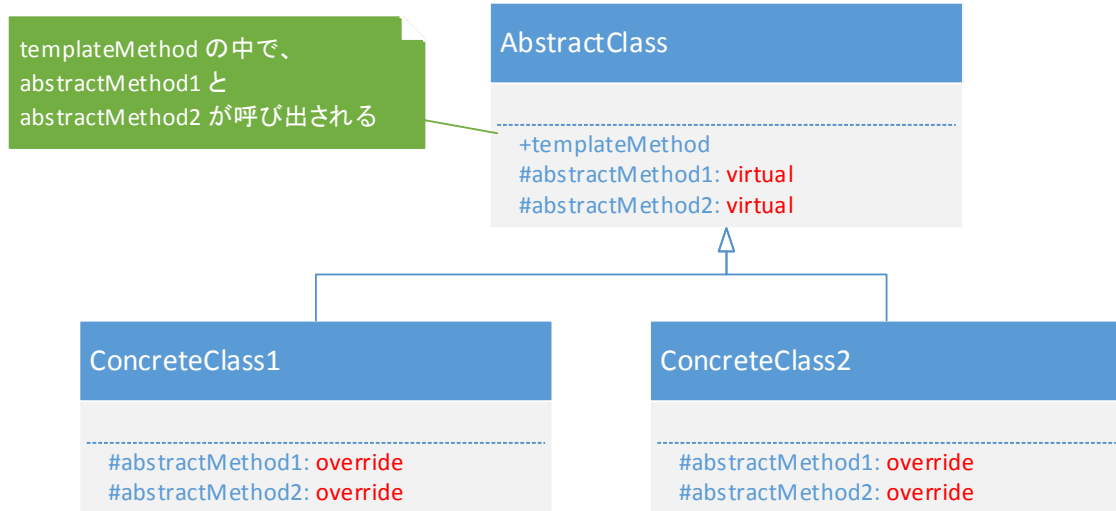 templateMethod の中で、
abstractMethod1 と
abstractMethod2 が呼び出される
AbstractClass
+templateMethod
#abstractMethod1: virtual
#abstractMethod2: virtual
ConcreteClass1
#abstractMethod1: override
#abstractMethod2: override
ConcreteClass2
#abstractMethod1: override
#abstractMethod2: override